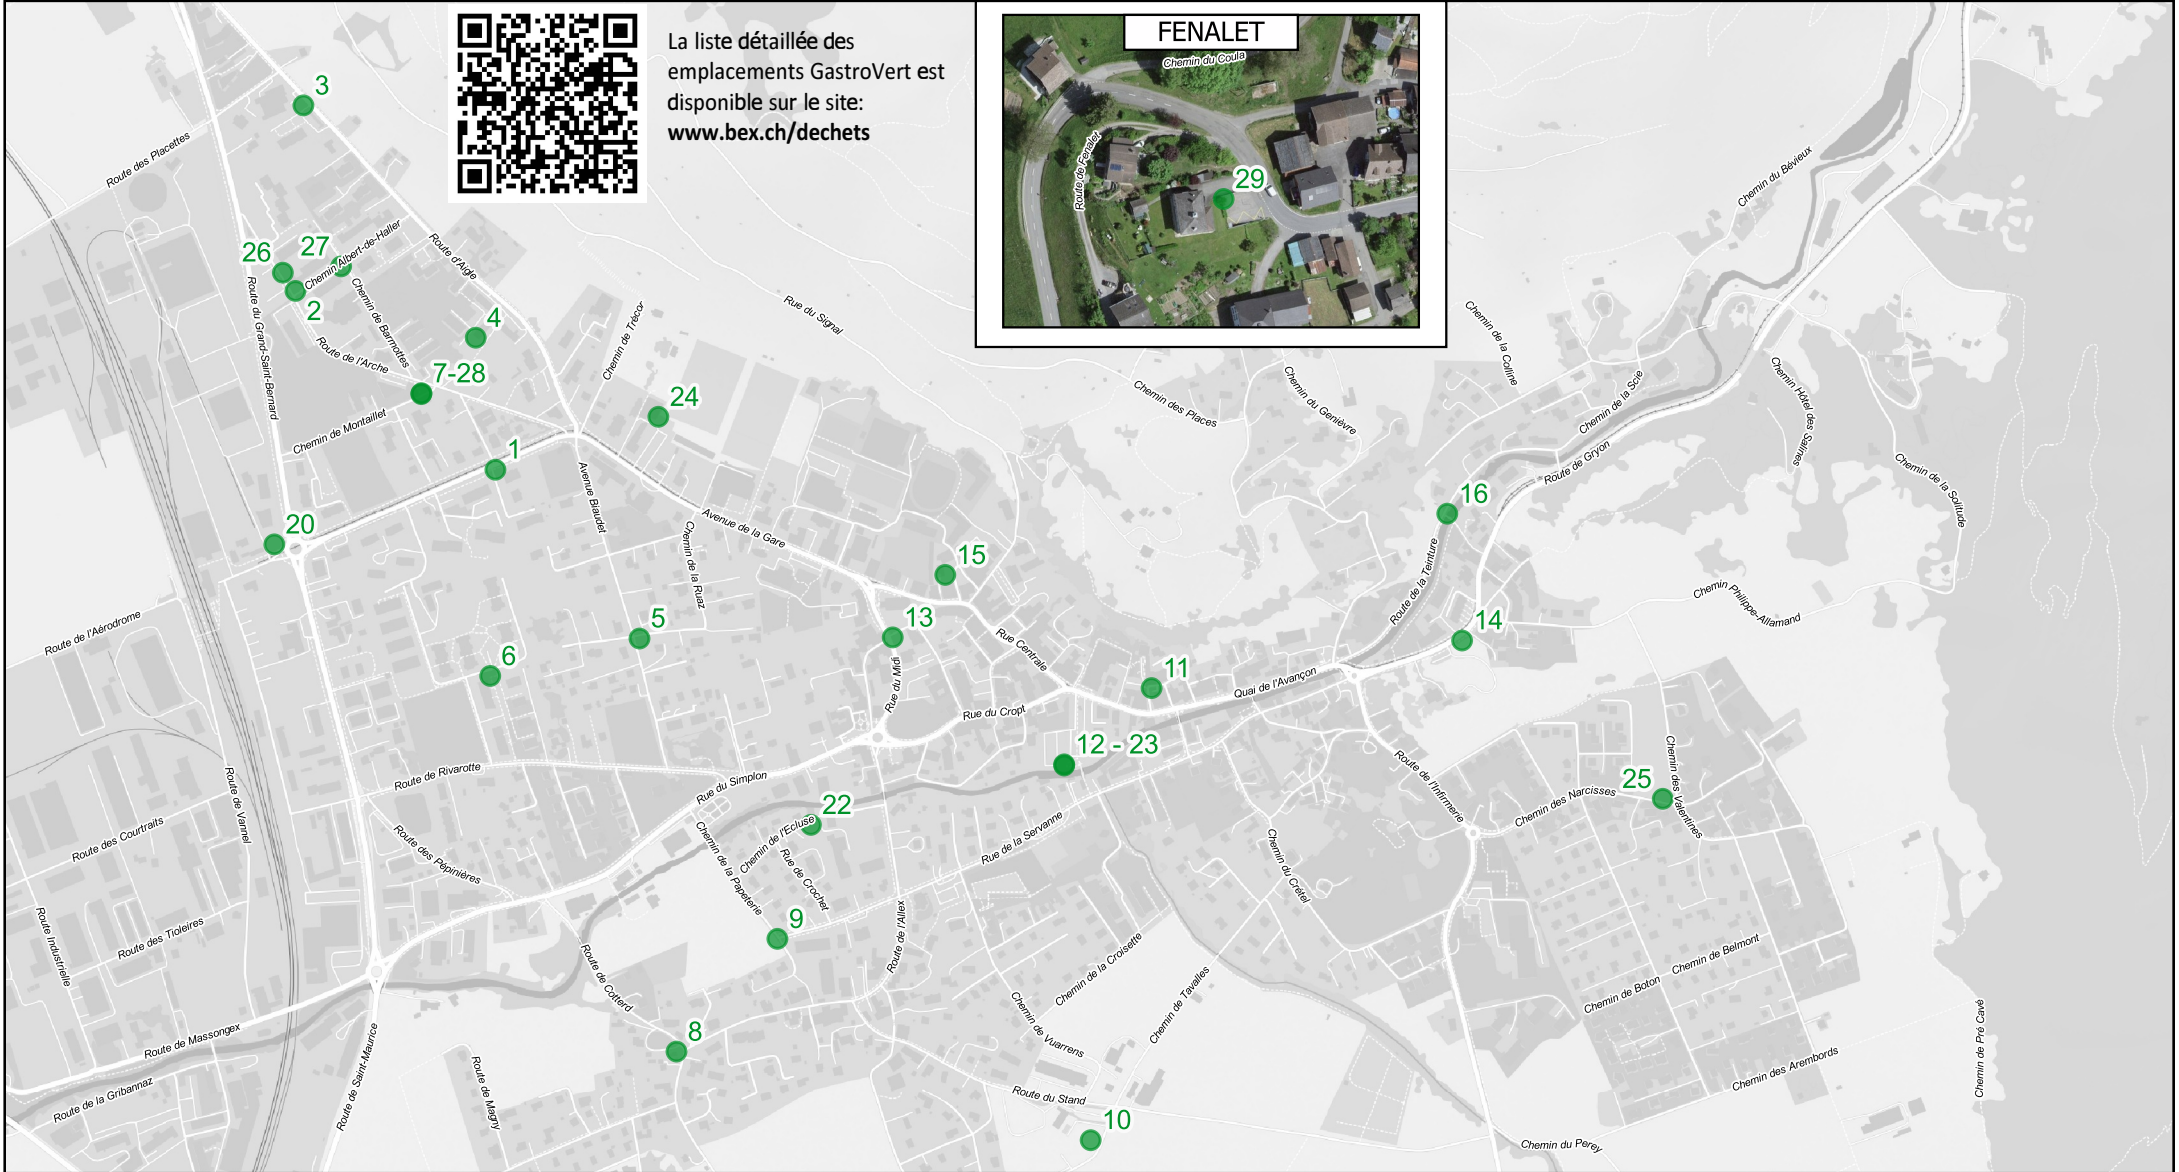 La liste détaillée des
emplacements GastroVert est
disponible sur le site:
www.bex.ch/dechets
FENALET
Chemin du Coula
Route de Fenalet
29
3
Route des Placettes
Route d'Aigle
26
27
Chemin Albert-de-Haller
2
Route du Grand-Saint-Bernard
Chemin de Barmottes
4
Route de l'Arche
7-28
Chemin de Montaillet
Chemin de Trécor
Rue du Signal
24
1
Avenue Biaudet
20
Avenue de la Gare
Chemin de la Ruaz
Chemin des Places
Chemin du Genièvre
Chemin de la Colline
Chemin du Bévieux
Chemin de la Scie
Route de Gryon
Chemin Hôtel des Salines
Chemin de la Solitude
16
Route de la Teinture
15
13
Rue du Midi
Rue Centrale
5
6
Route de l'Aérodrome
14
Chemin Philippe-Allamand
11
Quai de l'Avançon
Rue du Cropt
12 - 23
Route de Rivarotte
Rue du Simplon
22
Chemin de l'Ecluse
Rue de Crochet
Chemin de la Papeterie
Rue de la Servanne
Route de l'Infirmerie
Chemin des Narcisses
25
Chemin des Valentines
Chemin du Crétel
Route de Vannel
Route des Courtraits
Route des Pépinières
Route Industrielle
Route des Tioleires
9
Route de l'Allex
Route de Cotterd
Chemin de la Croisette
Chemin de Tavalles
Chemin de Vuarrens
Chemin de Belmont
Chemin de Boton
8
Route de Massongex
Route de la Gribannaz
Route de Saint-Maurice
Route de Magny
Route du Stand
10
Chemin des Arembords
Chemin de Pré Cavé
Chemin du Perey